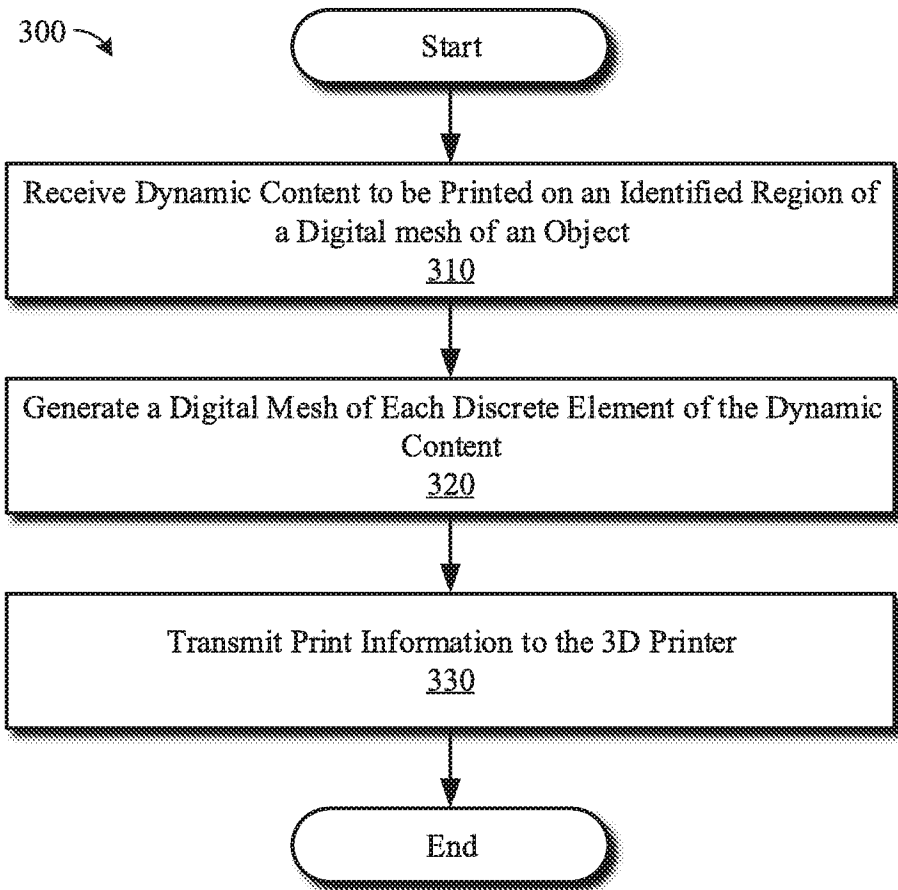 300
Start
Receive Dynamic Content to be Printed on an Identified Region of
a Digital mesh of an Object
310
Generate a Digital Mesh of Each Discrete Element of the Dynamic
Content
320
Transmit Print Information to the 3D Printer
330
End